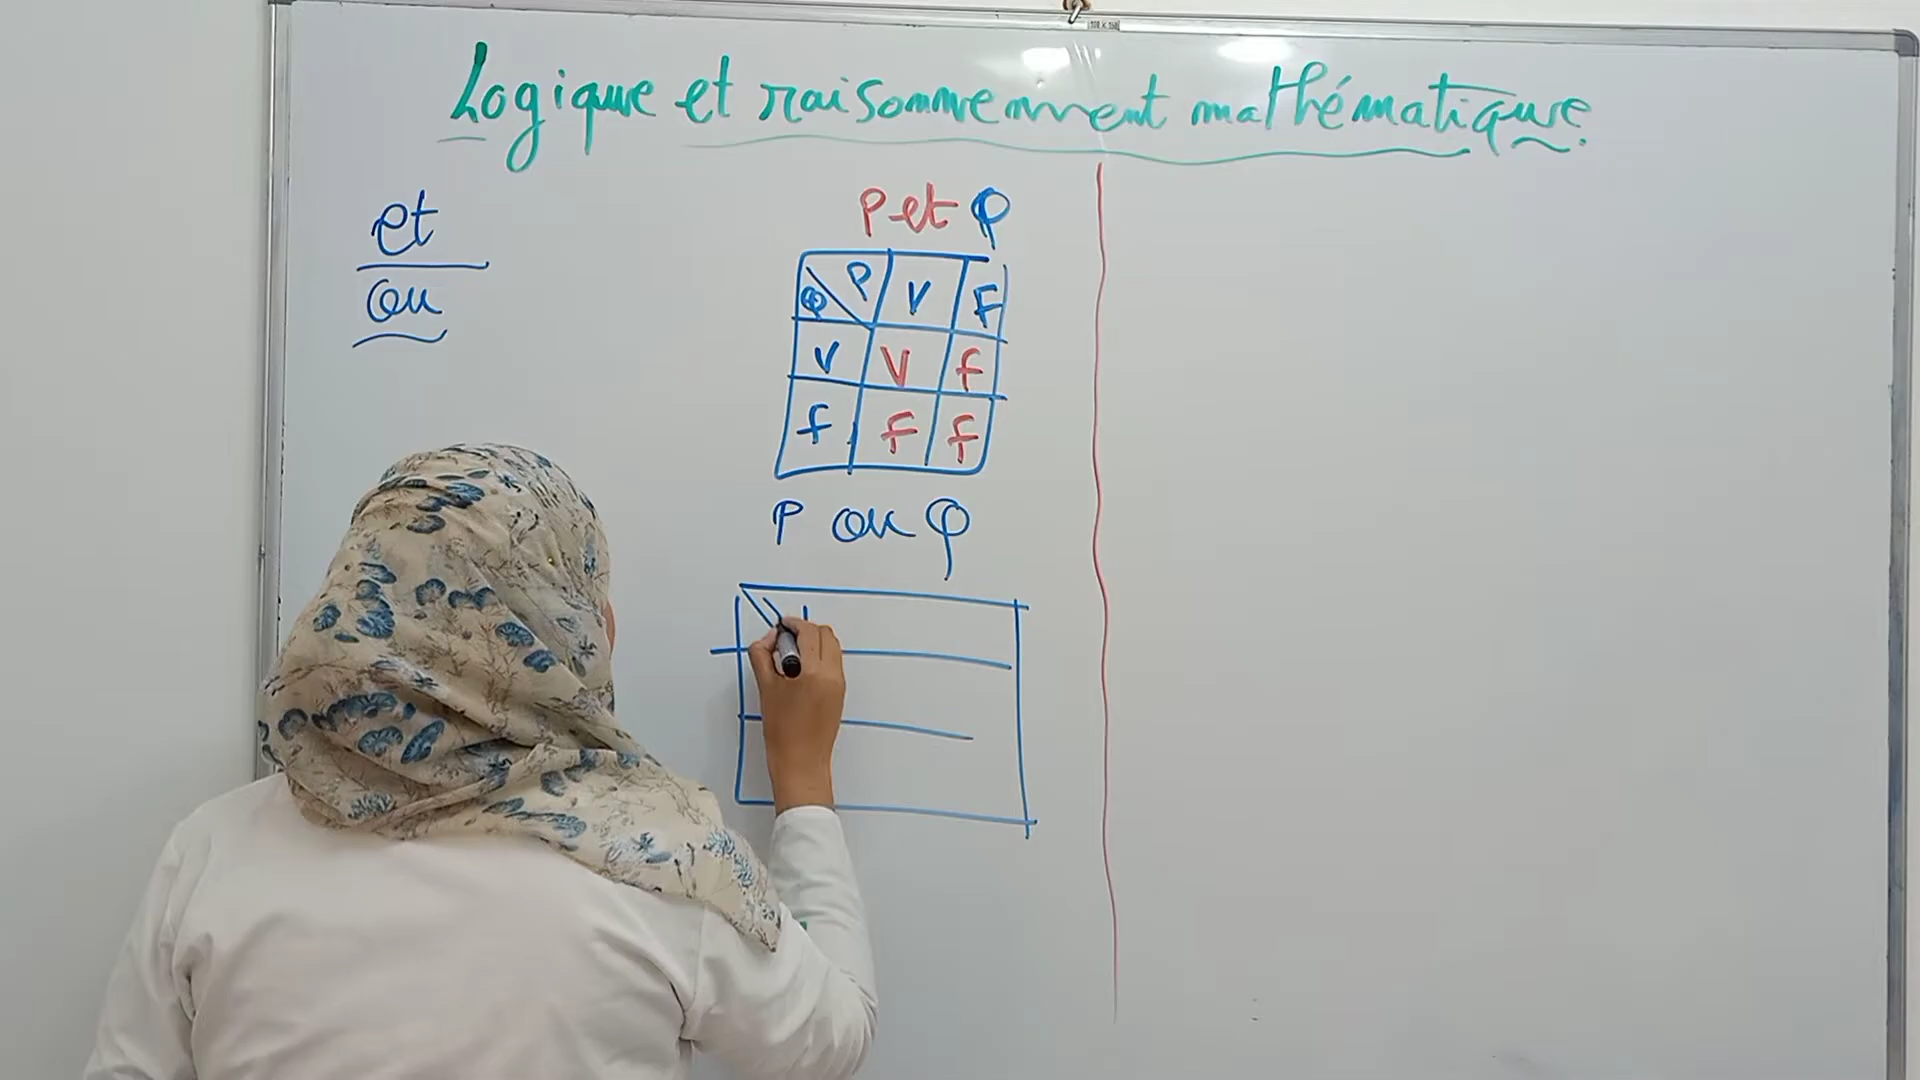 Logique et raisonnement mathématique.
et
ou
P et Q
P Q V F
V V f
f F f
P ou Q